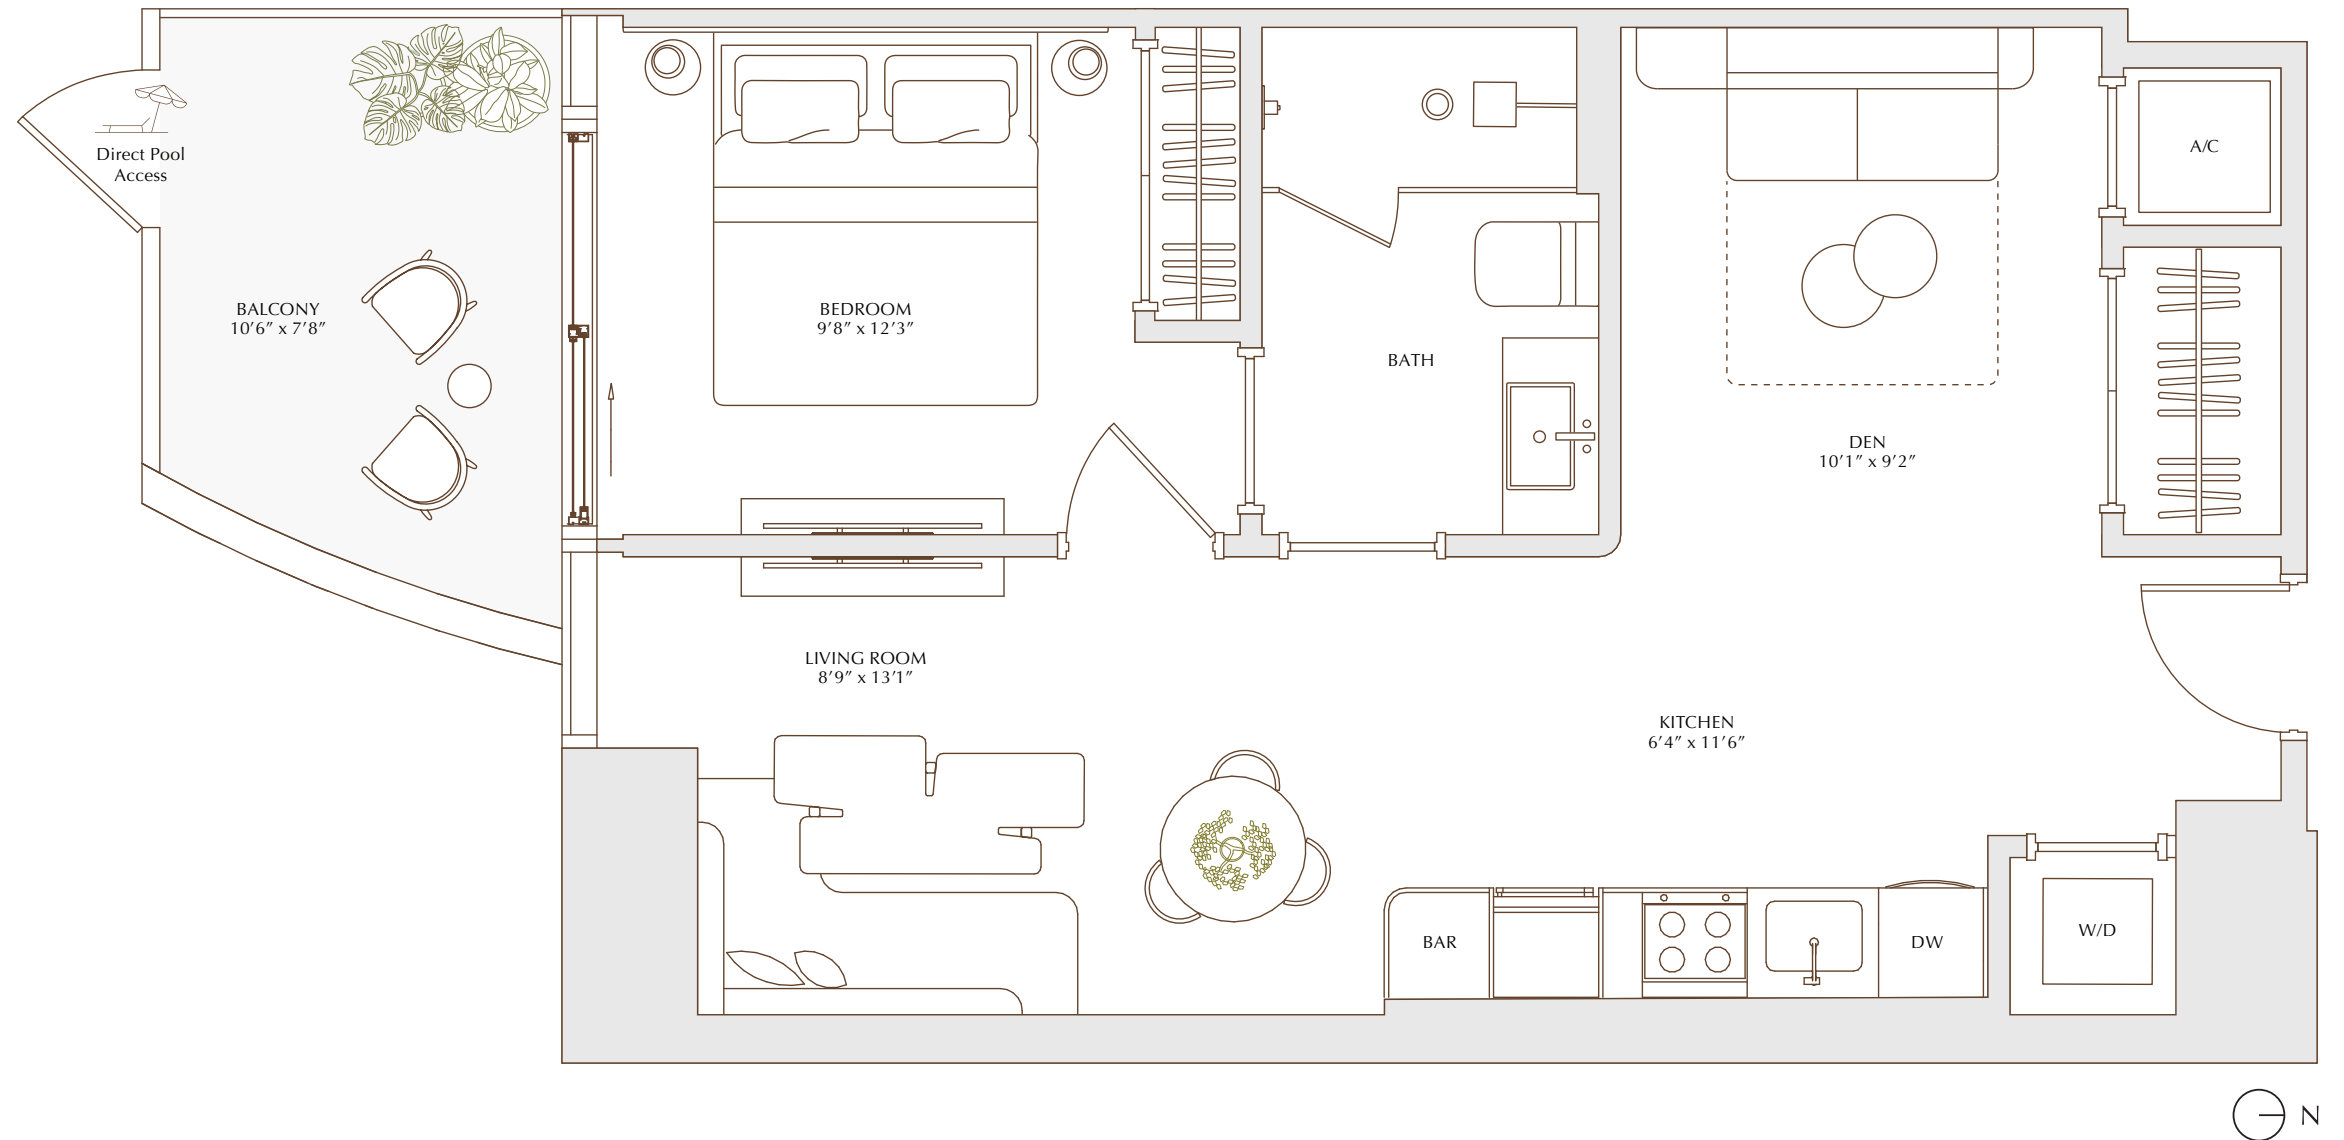 Direct Pool
Access
BALCONY
10’6” x 7’8”
BEDROOM
9’8” x 12’3”
BATH
A/C
DEN
10’1” x 9’2”
LIVING ROOM
8’9” x 13’1”
KITCHEN
6’4” x 11’6”
BAR
DW
W/D
N